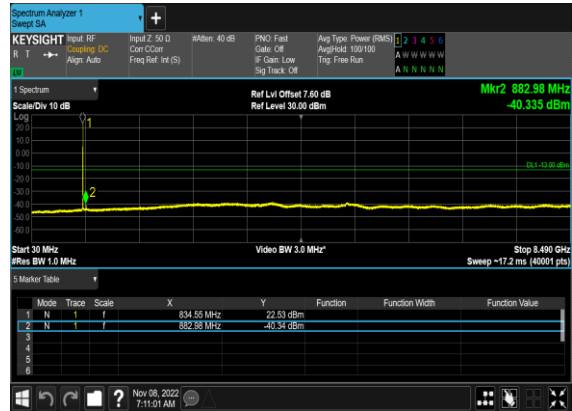 Spectrum Analyzer 1
Swept SA
+
KEYSIGHT Input: RF Input Z: 50 Ω #Atten: 40 dB PNO: Fast Avg Type: Power (RMS) 1 2 3 4 5 6
R T Coupling: DC Corr CCorr Gate: Off Avg|Hold: 100/100 A W W W W W
Align: Auto Freq Ref: Int (S) IF Gain: Low Trig: Free Run
LXI Sig Track: Off A N N N N N
1 Spectrum Ref Lvl Offset 7.60 dB Mkr2 882.98 MHz
Scale/Div 10 dB Ref Level 30.00 dBm -40.335 dBm
Log
20.0
10.0
0.00
-10.0
-20.0
-30.0
-40.0
-50.0
-60.0
1
DL1 -13.00 dBm
2
Start 30 MHz Video BW 3.0 MHz* Stop 8.490 GHz
#Res BW 1.0 MHz Sweep ~17.2 ms (40001 pts)
5 Marker Table
Mode Trace Scale X Y Function Function Width Function Value
1 N 1 f 834.55 MHz 22.53 dBm
2 N 1 f 882.98 MHz -40.34 dBm
3
4
5
6
? Nov 08, 2022
7:11:01 AM